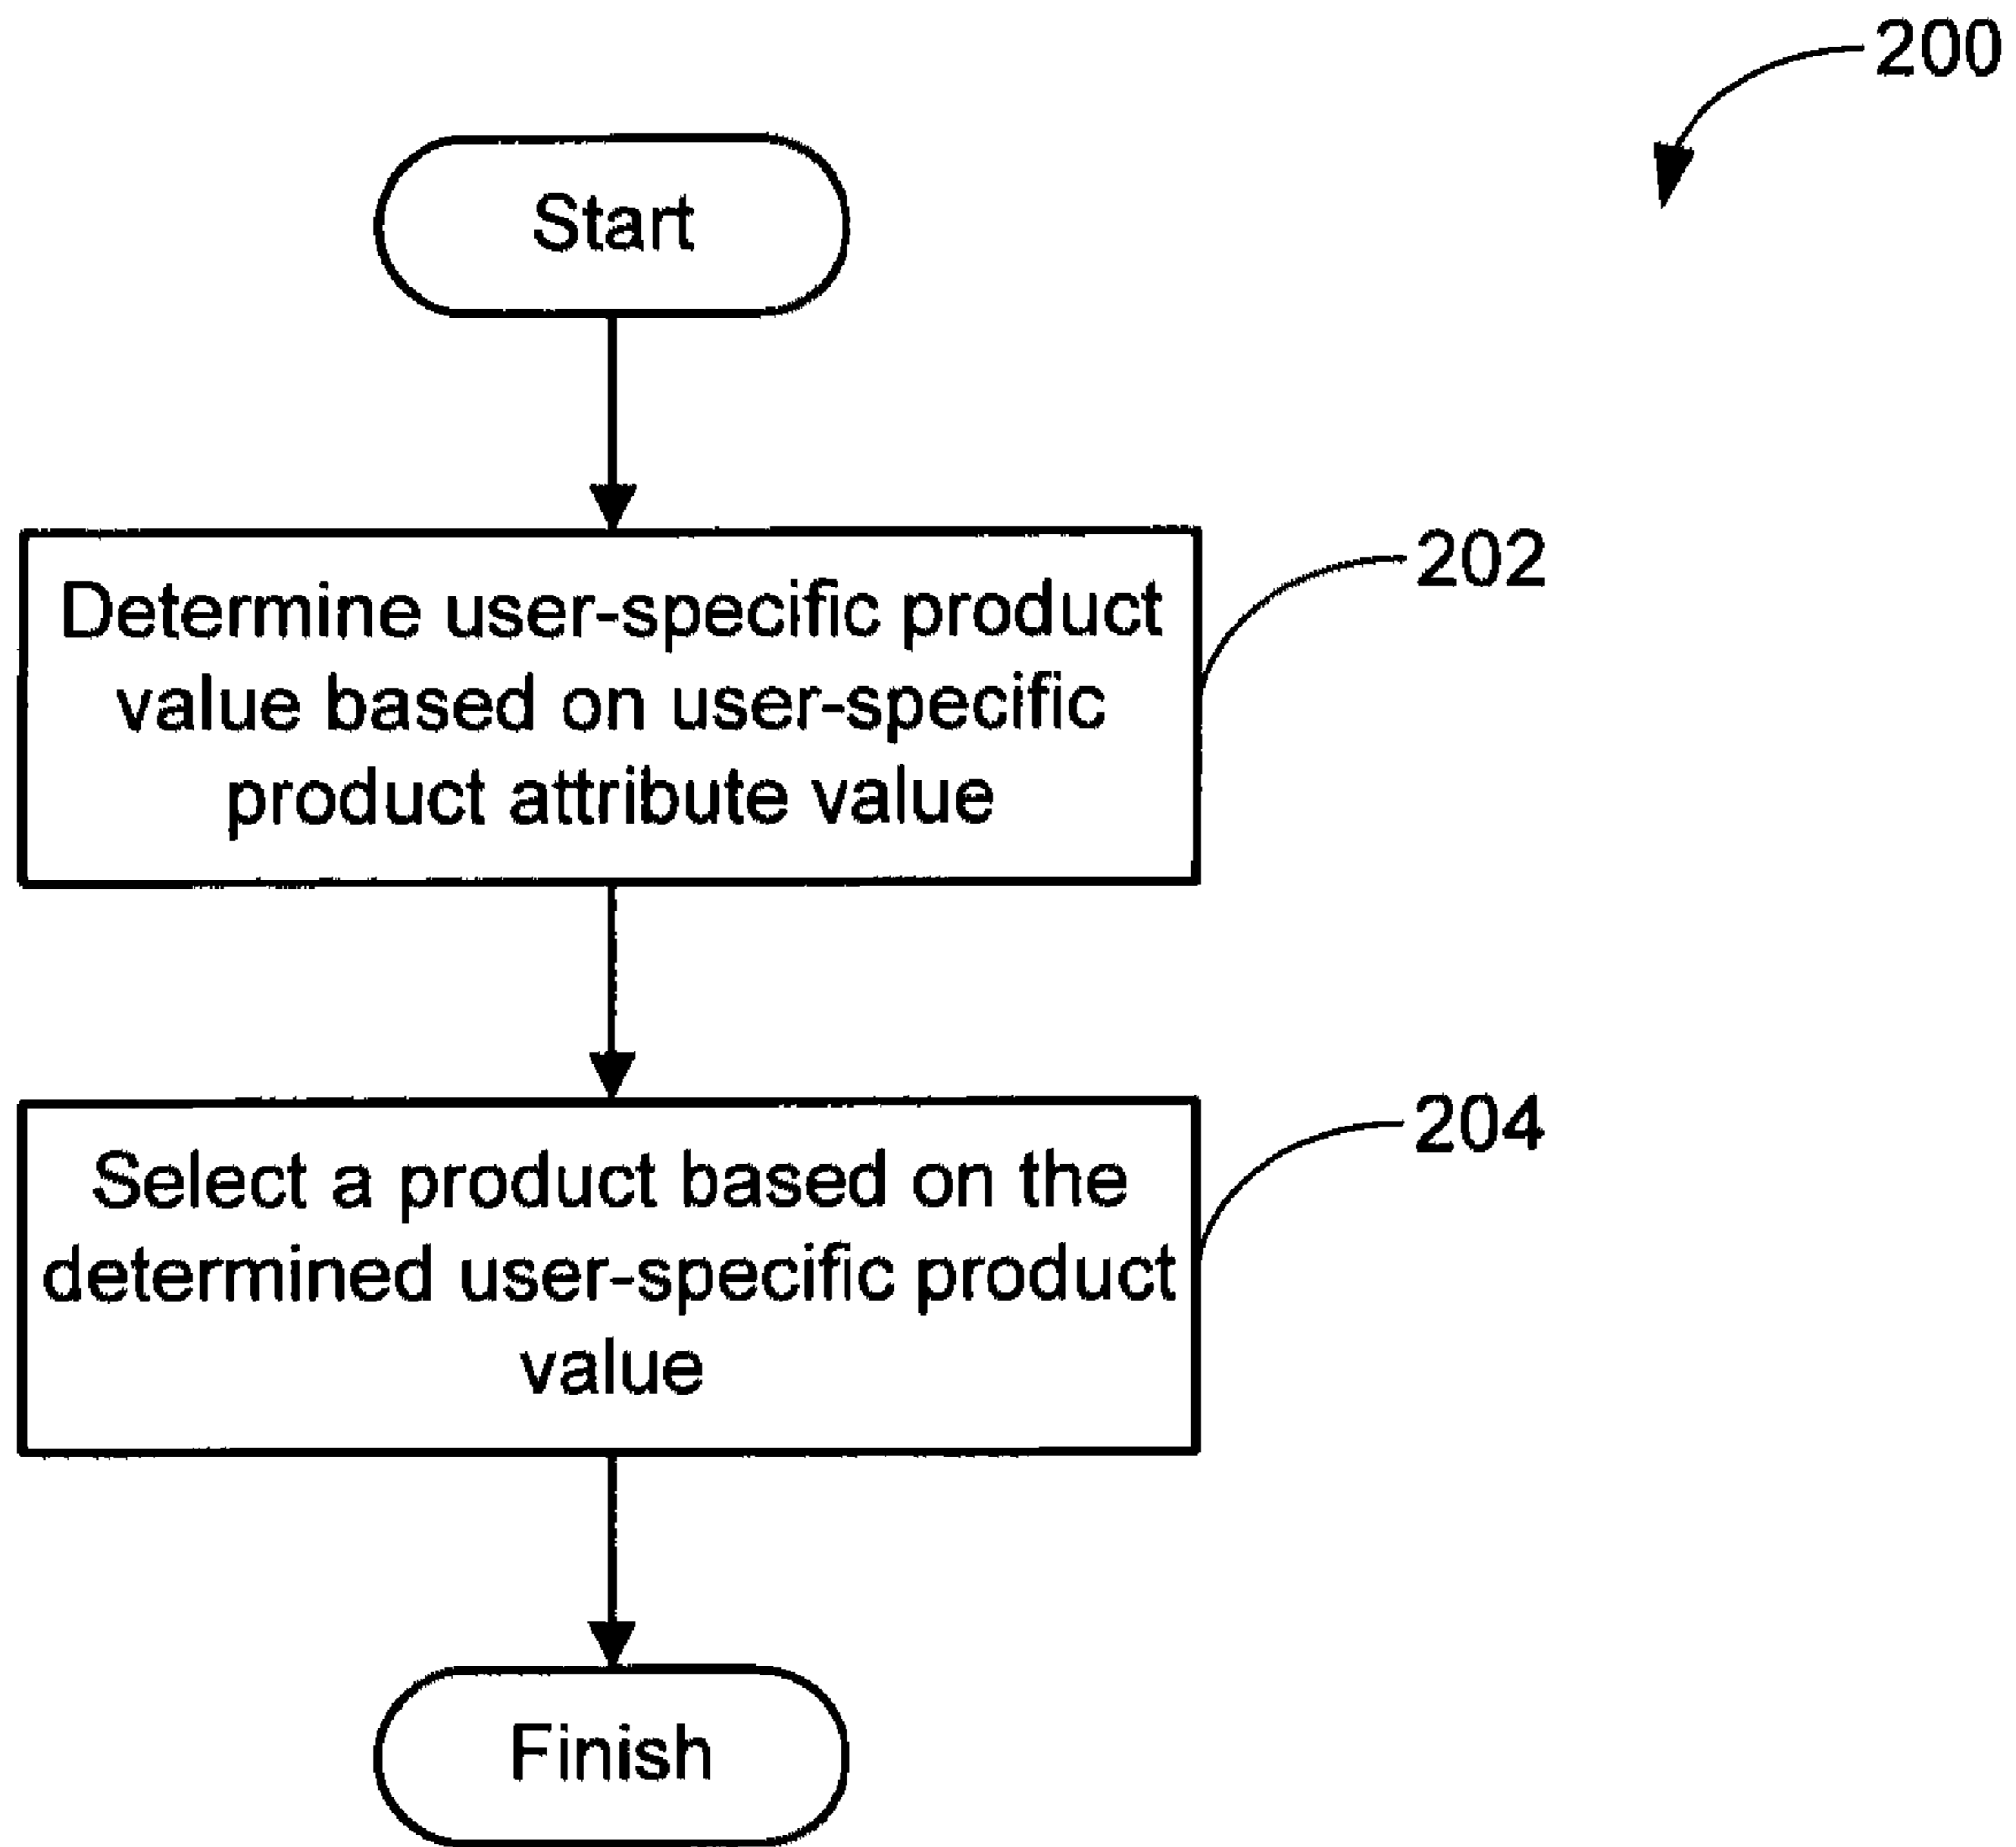 200
Start
202
Determine user-specific product
value based on user-specific
product attribute value
204
Select a product based on the
determined user-specific product
value
Finish